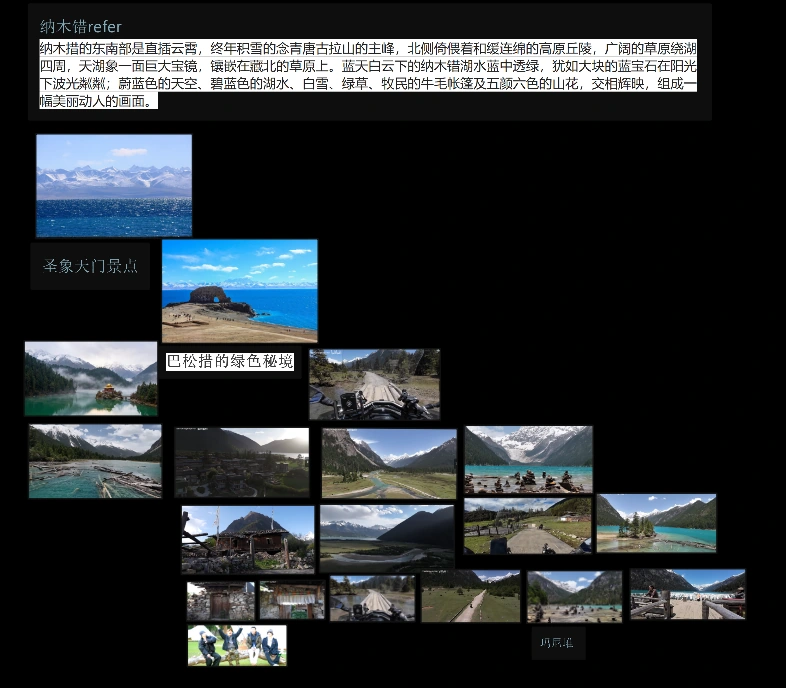 纳木错refer
纳木措的东南部是直插云霄，终年积雪的念青唐古拉山的主峰，北侧倚偎着和缓连绵的高原丘陵，广阔的草原绕湖
四周，天湖象一面巨大宝镜，镶嵌在藏北的草原上。蓝天白云下的纳木错湖水蓝中透绿，犹如大块的蓝宝石在阳光
下波光粼粼；蔚蓝色的天空、碧蓝色的湖水、白雪、绿草、牧民的牛毛帐篷及五颜六色的山花，交相辉映，组成一
幅美丽动人的画面。
圣象天门景点
巴松措的绿色秘境
玛尼堆